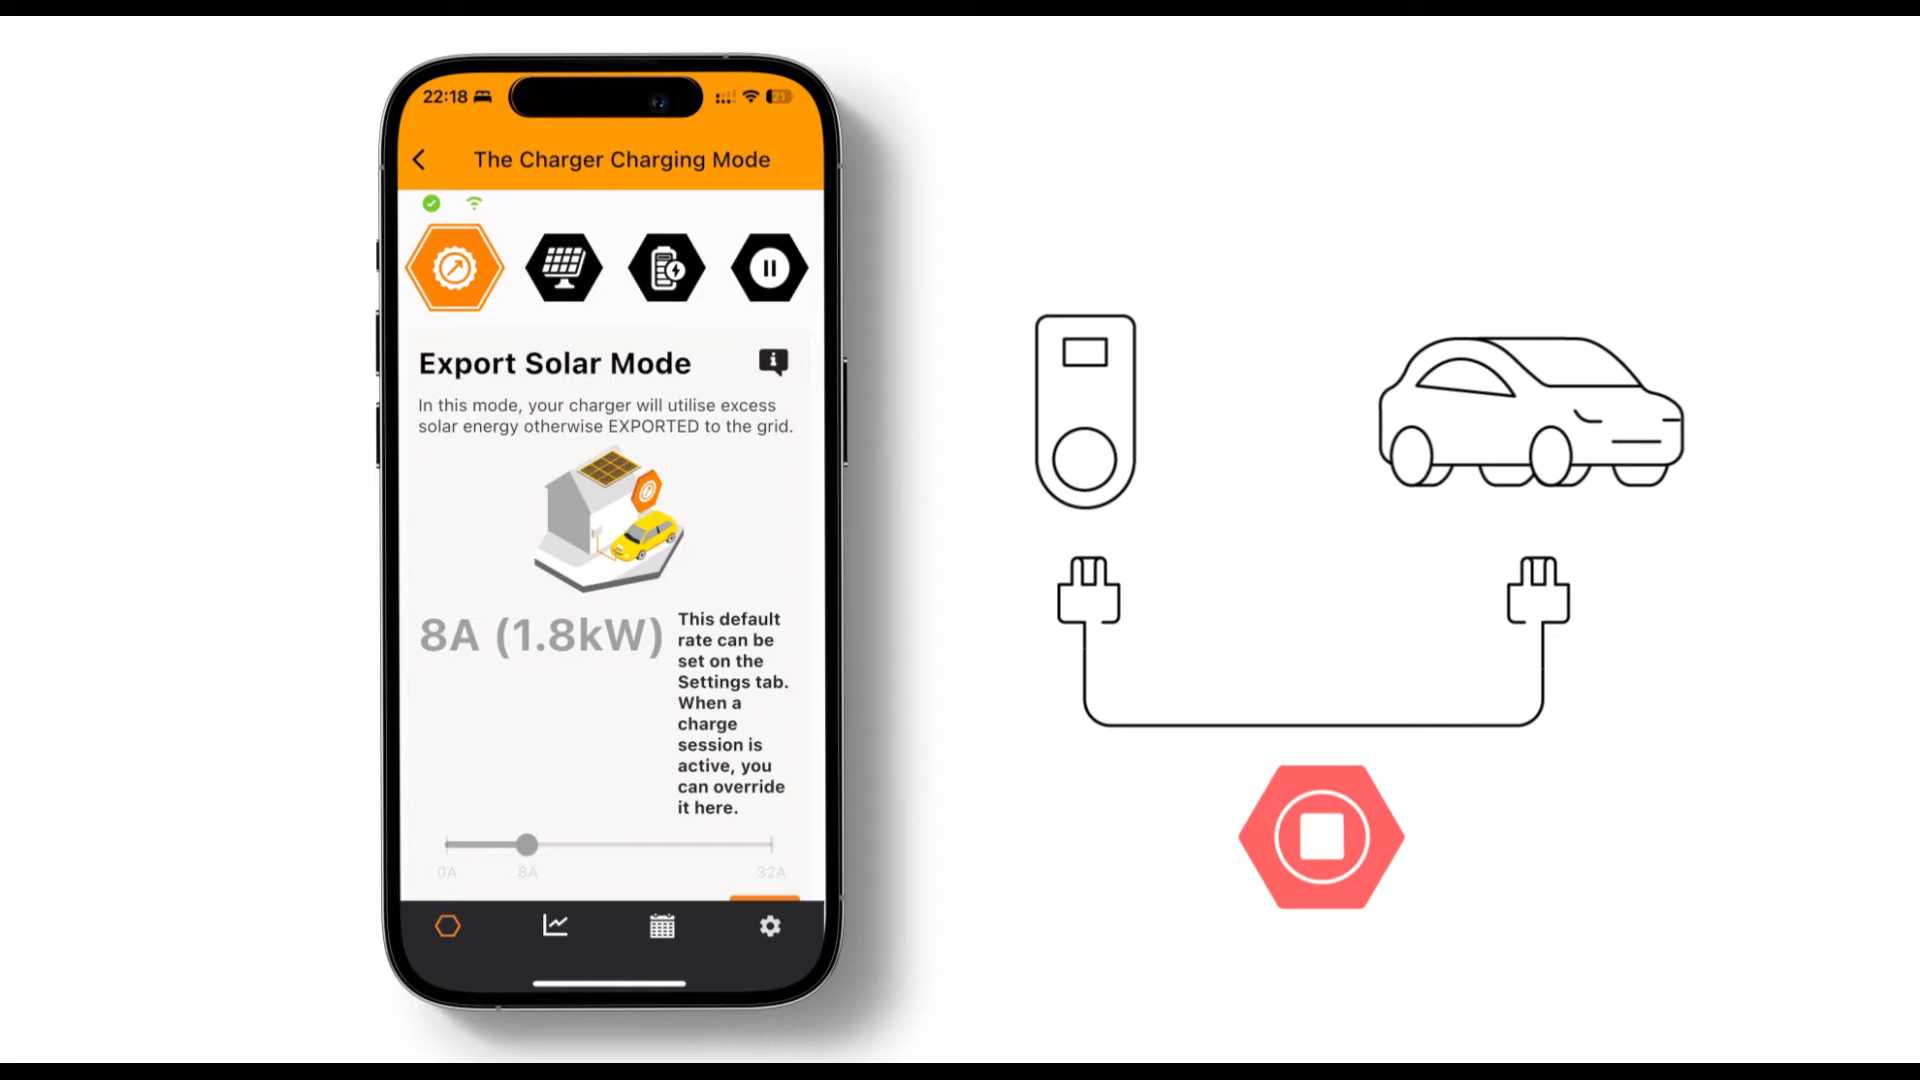 22:18
21
The Charger Charging Mode
Export Solar Mode
In this mode, your charger will utilise excess
solar energy otherwise EXPORTED to the grid.
8A (1.8kW)
This default
rate can be
set on the
Settings tab.
When a
charge
session is
active, you
can override
it here.
0A 8A 32A